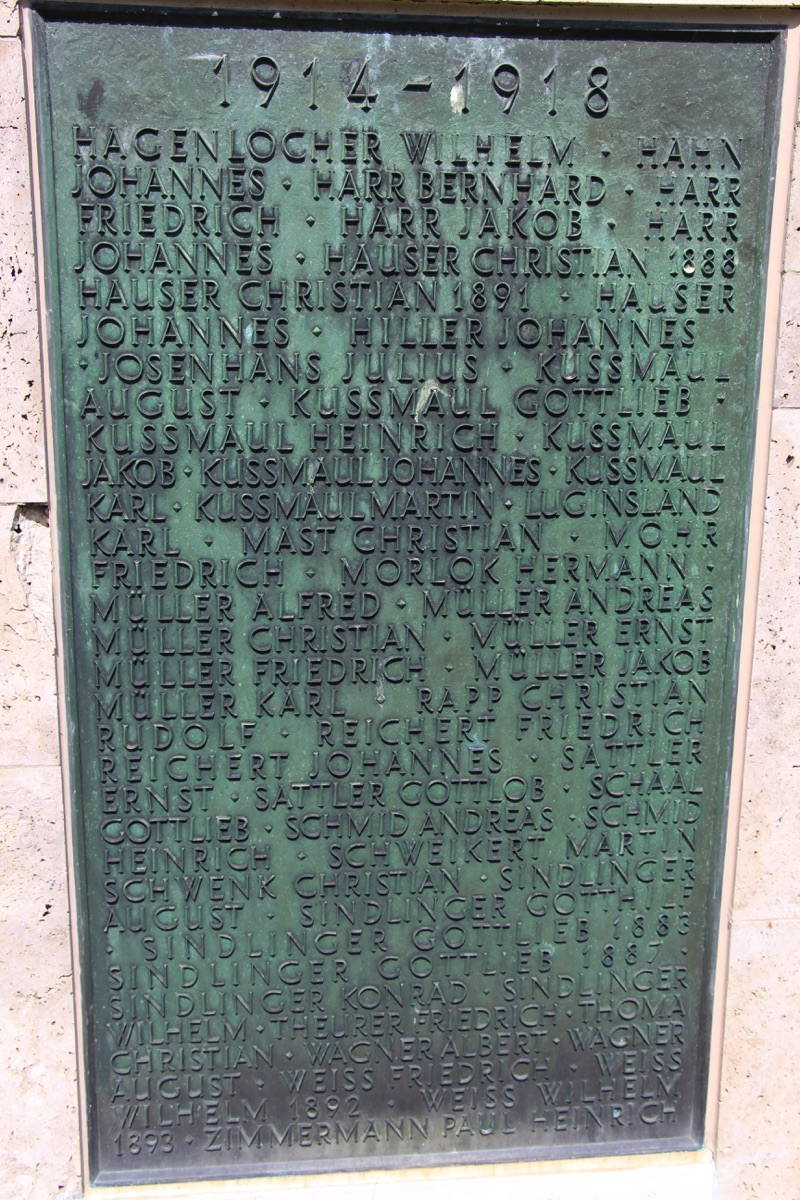 1914-1918
HAGENLOCHER WILHELM · HAHN
JOHANNES · HARR BERNHARD · HARR
FRIEDRICH · HARR JAKOB · HARR
JOHANNES · HAUSER CHRISTIAN 1888
HAUSER CHRISTIAN 1891 · HAUSER
JOHANNES · HILLER JOHANNES
· JOSENHANS JULIUS · KUSSMAUL
AUGUST · KUSSMAUL GOTTLIEB ·
KUSSMAUL HEINRICH · KUSSMAUL
JAKOB · KUSSMAUL JOHANNES · KUSSMAUL
KARL · KUSSMAUL MARTIN · LUGINSLAND
KARL · MAST CHRISTIAN · MOHR
FRIEDRICH · MORLOK HERMANN ·
MÜLLER ALFRED · MÜLLER ANDREAS
MÜLLER CHRISTIAN · MÜLLER ERNST
MÜLLER FRIEDRICH · MÜLLER JAKOB
MÜLLER KARL · RAPP CHRISTIAN
RUDOLF · REICHERT FRIEDRICH
REICHERT JOHANNES · SATTLER
ERNST · SATTLER GOTTLOB · SCHAAL
GOTTLIEB · SCHMID ANDREAS · SCHMID
HEINRICH · SCHWEIKERT MARTIN
SCHWENK CHRISTIAN · SINDLINGER
AUGUST · SINDLINGER GOTTHILF
· SINDLINGER GOTTLIEB
SINDLINGER GOTTLIEB 1887 ·
SINDLINGER KONRAD · SINDLINGER
WILHELM · THEURER FRIEDRICH · THOMA
CHRISTIAN · WAGNER ALBERT · WAGNER
AUGUST · WEISS FRIEDRICH · WEISS
WILHELM 1892 · WEISS WILHELM
1893 · ZIMMERMANN PAUL HEINRICH